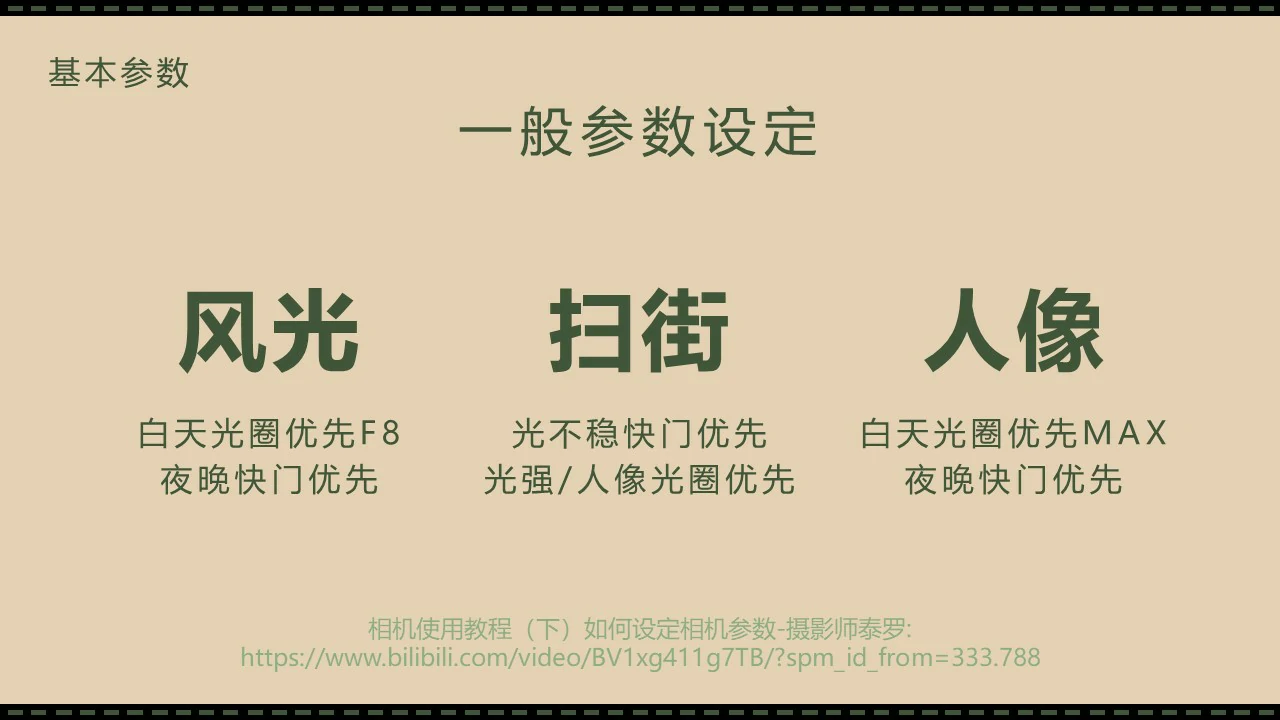 基本参数
一般参数设定
风光
白天光圈优先F8
夜晚快门优先
扫街
光不稳快门优先
光强/人像光圈优先
人像
白天光圈优先MAX
夜晚快门优先
相机使用教程（下）如何设定相机参数-摄影师泰罗:
https://www.bilibili.com/video/BV1xg411g7TB/?spm_id_from=333.788